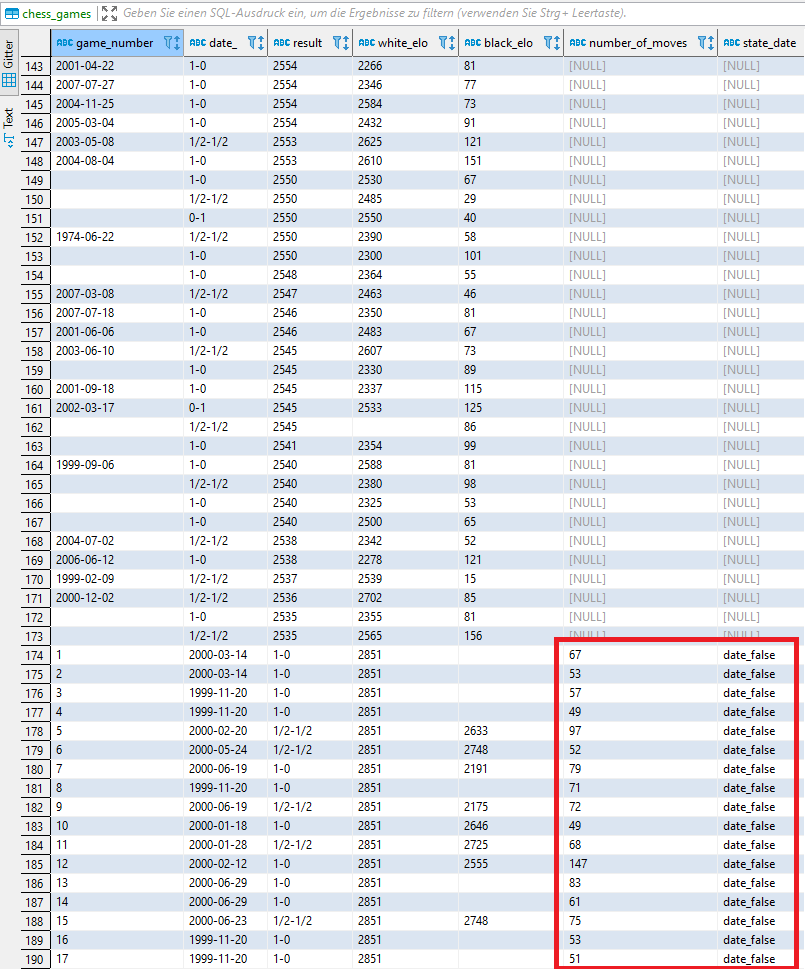 chess_games Geben Sie einen SQL-Ausdruck ein, um die Ergebnisse zu filtern (verwenden Sie Strg+ Leertaste).
Gitter
Text
ABC game_number ABC date_ ABC result ABC white_elo ABC black_elo ABC number_of_moves ABC state_date
143 2001-04-22 1-0 2554 2266 81 [NULL] [NULL]
144 2007-07-27 1-0 2554 2346 77 [NULL] [NULL]
145 2004-11-25 1-0 2554 2584 73 [NULL] [NULL]
146 2005-03-04 1-0 2554 2432 91 [NULL] [NULL]
147 2003-05-08 1/2-1/2 2553 2625 121 [NULL] [NULL]
148 2004-08-04 1-0 2553 2610 151 [NULL] [NULL]
149 1-0 2550 2530 67 [NULL] [NULL]
150 1/2-1/2 2550 2485 29 [NULL] [NULL]
151 0-1 2550 2550 40 [NULL] [NULL]
152 1974-06-22 1/2-1/2 2550 2390 58 [NULL] [NULL]
153 1-0 2550 2300 101 [NULL] [NULL]
154 1-0 2548 2364 55 [NULL] [NULL]
155 2007-03-08 1/2-1/2 2547 2463 46 [NULL] [NULL]
156 2007-07-18 1-0 2546 2350 81 [NULL] [NULL]
157 2001-06-06 1-0 2546 2483 67 [NULL] [NULL]
158 2003-06-10 1/2-1/2 2545 2607 73 [NULL] [NULL]
159 1-0 2545 2330 89 [NULL] [NULL]
160 2001-09-18 1-0 2545 2337 115 [NULL] [NULL]
161 2002-03-17 0-1 2545 2533 125 [NULL] [NULL]
162 1/2-1/2 2545 86 [NULL] [NULL]
163 1-0 2541 2354 99 [NULL] [NULL]
164 1999-09-06 1-0 2540 2588 81 [NULL] [NULL]
165 1/2-1/2 2540 2380 98 [NULL] [NULL]
166 1-0 2540 2325 53 [NULL] [NULL]
167 1-0 2540 2500 65 [NULL] [NULL]
168 2004-07-02 1/2-1/2 2538 2342 52 [NULL] [NULL]
169 2006-06-12 1-0 2538 2278 121 [NULL] [NULL]
170 1999-02-09 1/2-1/2 2537 2539 15 [NULL] [NULL]
171 2000-12-02 1/2-1/2 2536 2702 85 [NULL] [NULL]
172 1-0 2535 2355 81 [NULL] [NULL]
173 1/2-1/2 2535 2565 156 [NULL] [NULL]
174 1 2000-03-14 1-0 2851 67 date_false
175 2 2000-03-14 1-0 2851 53 date_false
176 3 1999-11-20 1-0 2851 57 date_false
177 4 1999-11-20 1-0 2851 49 date_false
178 5 2000-02-20 1/2-1/2 2851 2633 97 date_false
179 6 2000-05-24 1/2-1/2 2851 2748 52 date_false
180 7 2000-06-19 1-0 2851 2191 79 date_false
181 8 1999-11-20 1-0 2851 71 date_false
182 9 2000-06-19 1/2-1/2 2851 2175 72 date_false
183 10 2000-01-18 1-0 2851 2646 49 date_false
184 11 2000-01-28 1/2-1/2 2851 2725 68 date_false
185 12 2000-02-12 1-0 2851 2555 147 date_false
186 13 2000-06-29 1-0 2851 83 date_false
187 14 2000-06-29 1-0 2851 61 date_false
188 15 2000-06-23 1/2-1/2 2851 2748 75 date_false
189 16 1999-11-20 1-0 2851 53 date_false
190 17 1999-11-20 1-0 2851 51 date_false